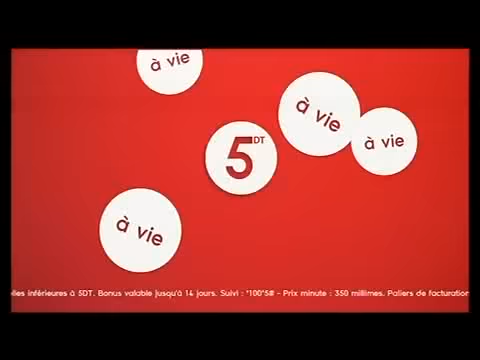 à vie
à vie
à vie
5DT
à vie
inférieures à 5DT. Bonus valable jusqu'à 14 jours. Suivi : *100*5# - Prix minute : 350 millimes. Paliers de facturation